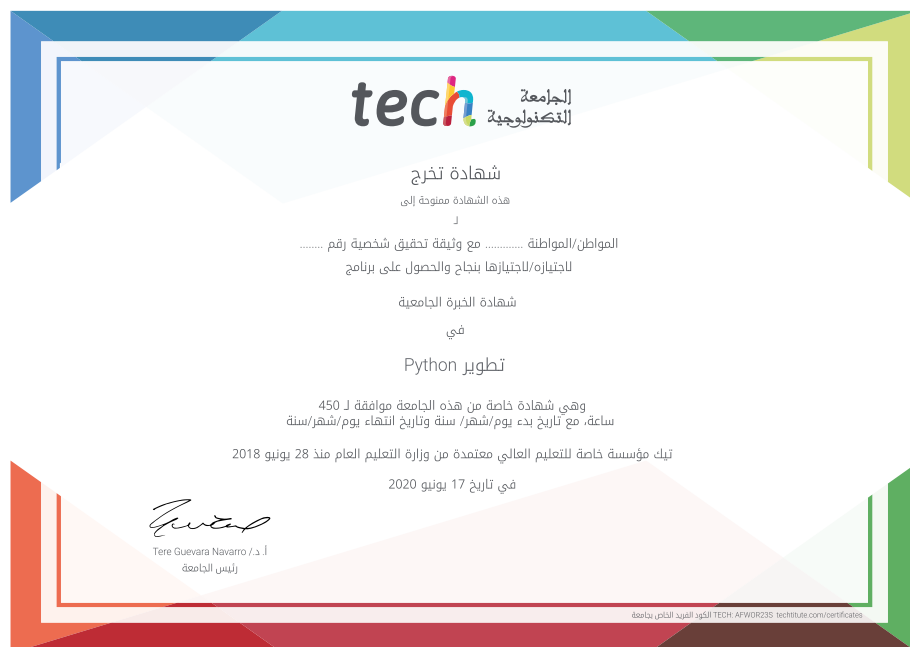 tech الجامعة
التكنولوجية
شهادة تخرج
هذه الشهادة ممنوحة إلى
لـ
المواطن/المواطنة ............ مع وثيقة تحقيق شخصية رقم ........
لاجتيازه/لاجتيازها بنجاح والحصول على برنامج
شهادة الخبرة الجامعية
في
تطوير Python
وهي شهادة خاصة من هذه الجامعة موافقة لـ 450
ساعة، مع تاريخ بدء يوم/شهر/ سنة وتاريخ انتهاء يوم/شهر/سنة
تيك مؤسسة خاصة للتعليم العالي معتمدة من وزارة التعليم العام منذ 28 يونيو 2018
في تاريخ 17 يونيو 2020
أ. د./ Tere Guevara Navarro
رئيس الجامعة
الكود الفريد الخاص بجامعة TECH: AFWOR23S techtitute.com/certificates